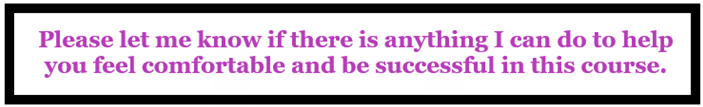 Please let me know if there is anything I can do to help
you feel comfortable and be successful in this course.